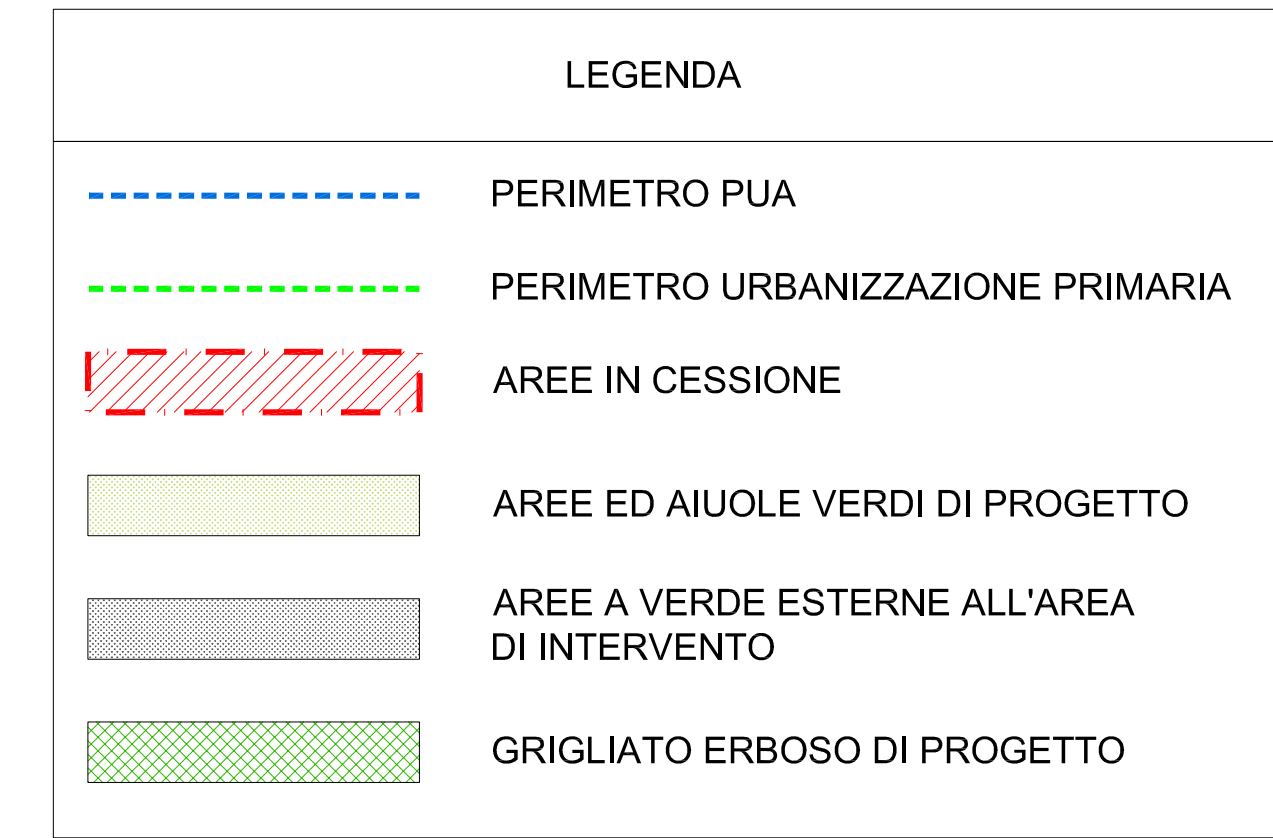 LEGENDA
PERIMETRO PUA
PERIMETRO URBANIZZAZIONE PRIMARIA
AREE IN CESSIONE
AREE ED AIUOLE VERDI DI PROGETTO
AREE A VERDE ESTERNE ALL'AREA
DI INTERVENTO
GRIGLIATO ERBOSO DI PROGETTO